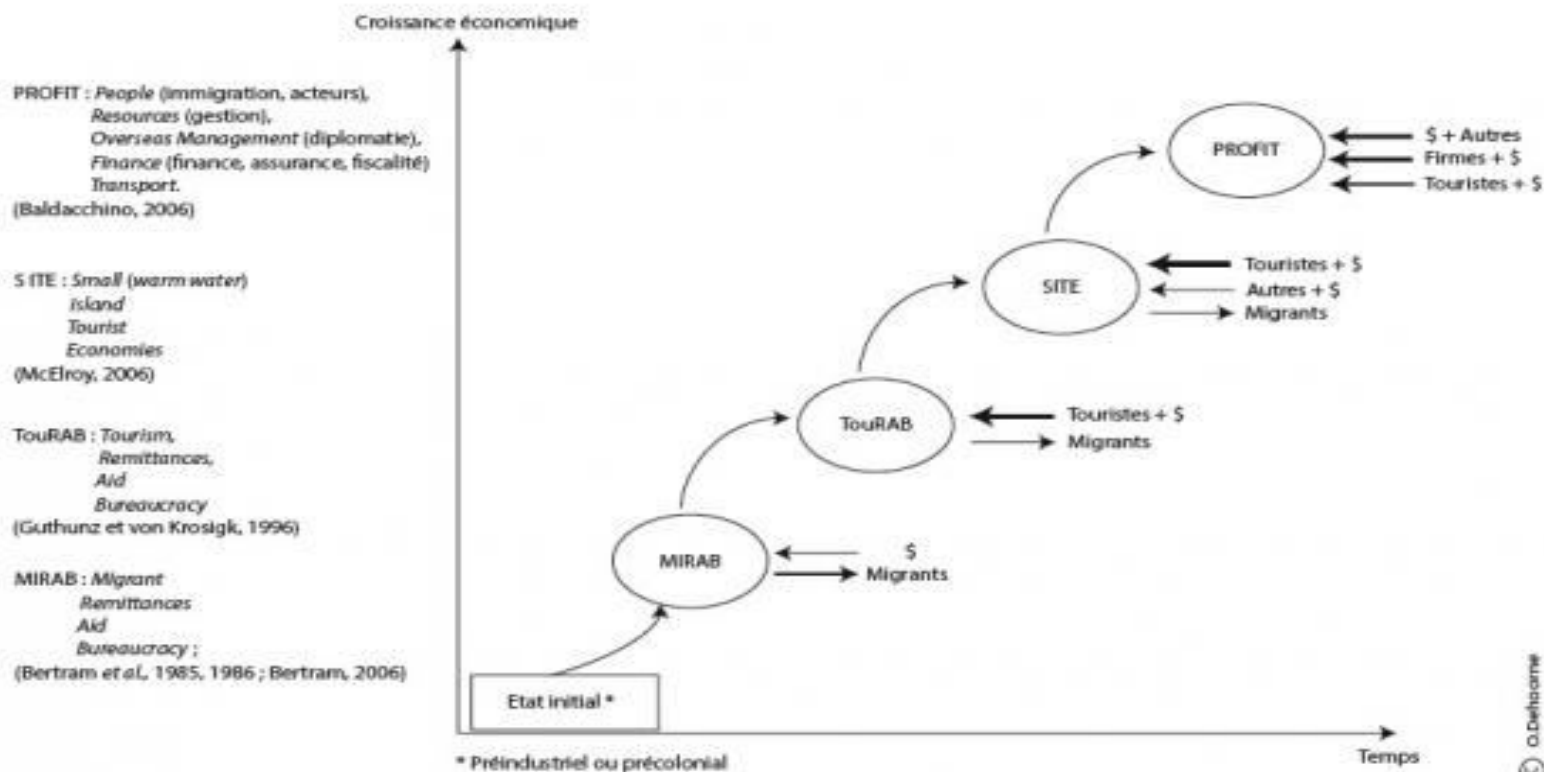 Croissance économique
PROFIT : People (immigration, acteurs),
Resources (gestion),
Overseas Management (diplomatie),
Finance (finance, assurance, fiscalité)
Transport.
(Baldacchino, 2006)
S ITE : Small (warm water)
Island
Tourist
Economies
(McElroy, 2006)
TouRAB : Tourism,
Remittances,
Aid
Bureaucracy
(Guthunz et von Krosigk, 1996)
MIRAB : Migrant
Remittances
Aid
Bureaucracy ;
(Bertram et al., 1985, 1986 ; Bertram, 2006)
PROFIT
$ + Autres
Firmes + $
Touristes + $
SITE
Touristes + $
Autres + $
Migrants
TouRAB
Touristes + $
Migrants
MIRAB
$
Migrants
Etat initial *
* Préindustriel ou précolonial
Temps
© O.Dehoorne